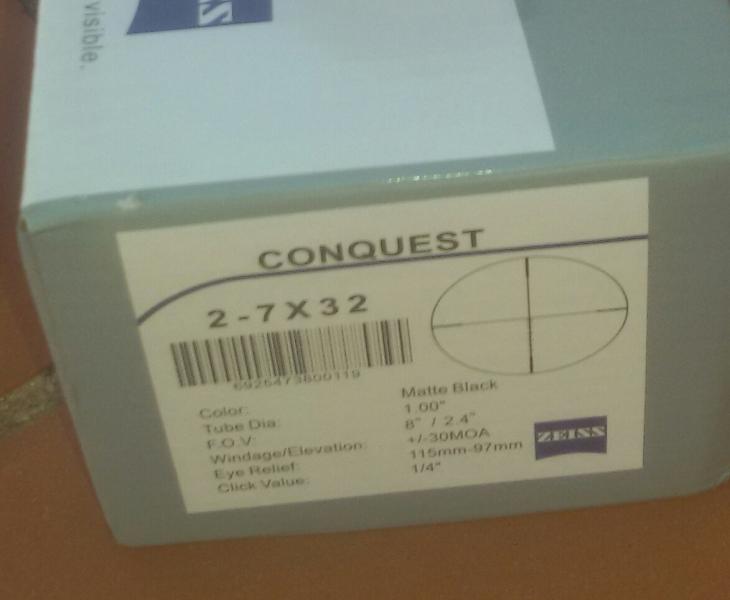 visible.
ZEISS
CONQUEST
2-7X32
6925473800119
Color: Matte Black
Tube Dia: 1.00"
F.O.V: 8° / 2.4°
Windage/Elevation: +/-30MOA
Eye Relief: 115mm-97mm
Click Value: 1/4"
ZEISS